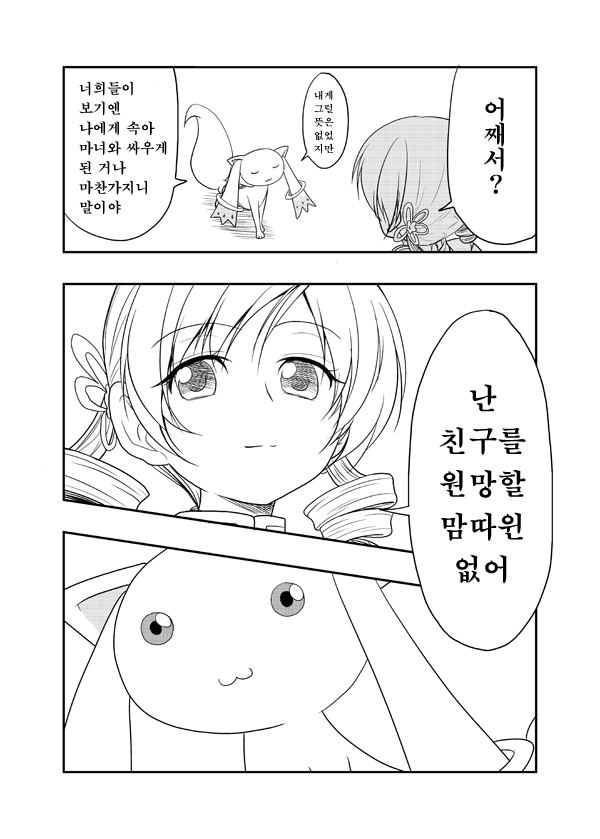 어째서?
내게
그럴
뜻은
없었
지만
너희들이
보기엔
나에게 속아
마녀와 싸우게
된 거나
마찬가지니
말이야
난
친구를
원망할
맘따윈
없어